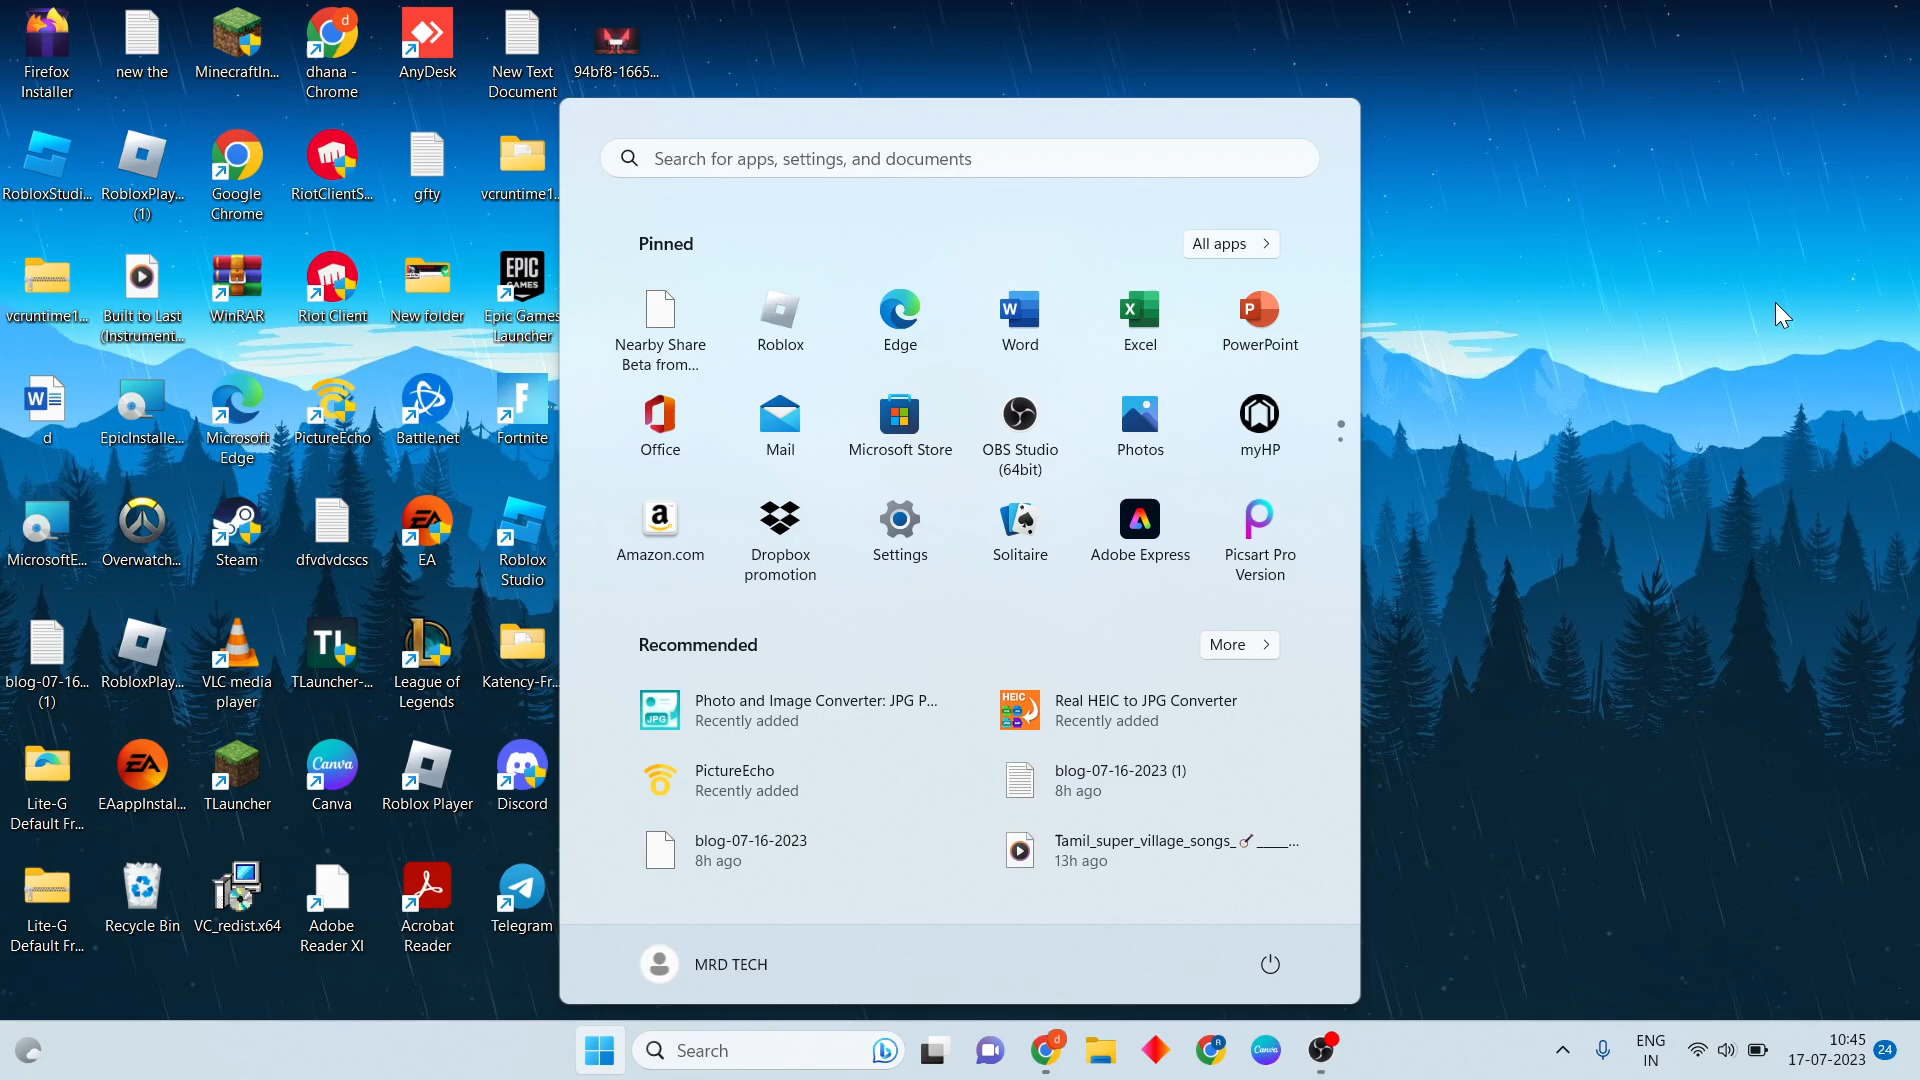 Firefox
Installer
new the
MinecraftIn...
dhana -
Chrome
AnyDesk
New Text
Document
94bf8-1665...
RobloxStudi...
RobloxPlay...
(1)
Google
Chrome
RiotClientS...
gfty
vcruntime1...
vcruntime1...
Built to Last
(Instrument...
WinRAR
Riot Client
New folder
EPIC
GAMES
Epic Games
Launcher
d
EpicInstalle...
Microsoft
Edge
PictureEcho
Battle.net
Fortnite
MicrosoftE...
Overwatch...
Steam
dfvdvdcscs
EA
Roblox
Studio
blog-07-16...
(1)
RobloxPlay...
VLC media
player
TLauncher-...
League of
Legends
Katency-Fr...
Lite-G
Default Fr...
EAappInstal...
TLauncher
Canva
Roblox Player
Discord
Lite-G
Default Fr...
Recycle Bin
VC_redist.x64
Adobe
Reader XI
Acrobat
Reader
Telegram
Search for apps, settings, and documents
Pinned
All apps
Nearby Share
Beta from...
Roblox
Edge
Word
Excel
PowerPoint
Office
Mail
Microsoft Store
OBS Studio
(64bit)
Photos
myHP
Amazon.com
Dropbox
promotion
Settings
Solitaire
Adobe Express
Picsart Pro
Version
Recommended
More
Photo and Image Converter: JPG P...
Recently added
HEIC
Real HEIC to JPG Converter
Recently added
PictureEcho
Recently added
blog-07-16-2023 (1)
8h ago
blog-07-16-2023
8h ago
Tamil_super_village_songs_🪕_____...
13h ago
MRD TECH
Search
ENG
IN
10:45
17-07-2023
24